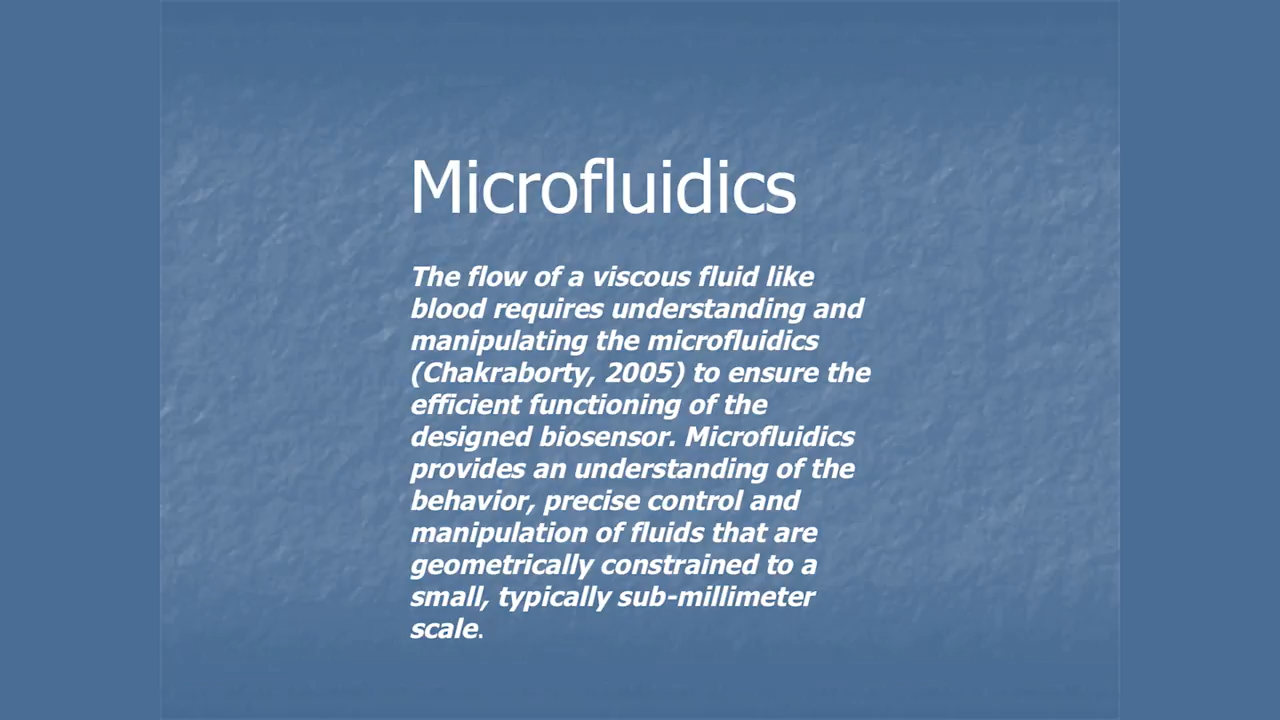 Microfluidics
The flow of a viscous fluid like
blood requires understanding and
manipulating the microfluidics
(Chakraborty, 2005) to ensure the
efficient functioning of the
designed biosensor. Microfluidics
provides an understanding of the
behavior, precise control and
manipulation of fluids that are
geometrically constrained to a
small, typically sub-millimeter
scale.